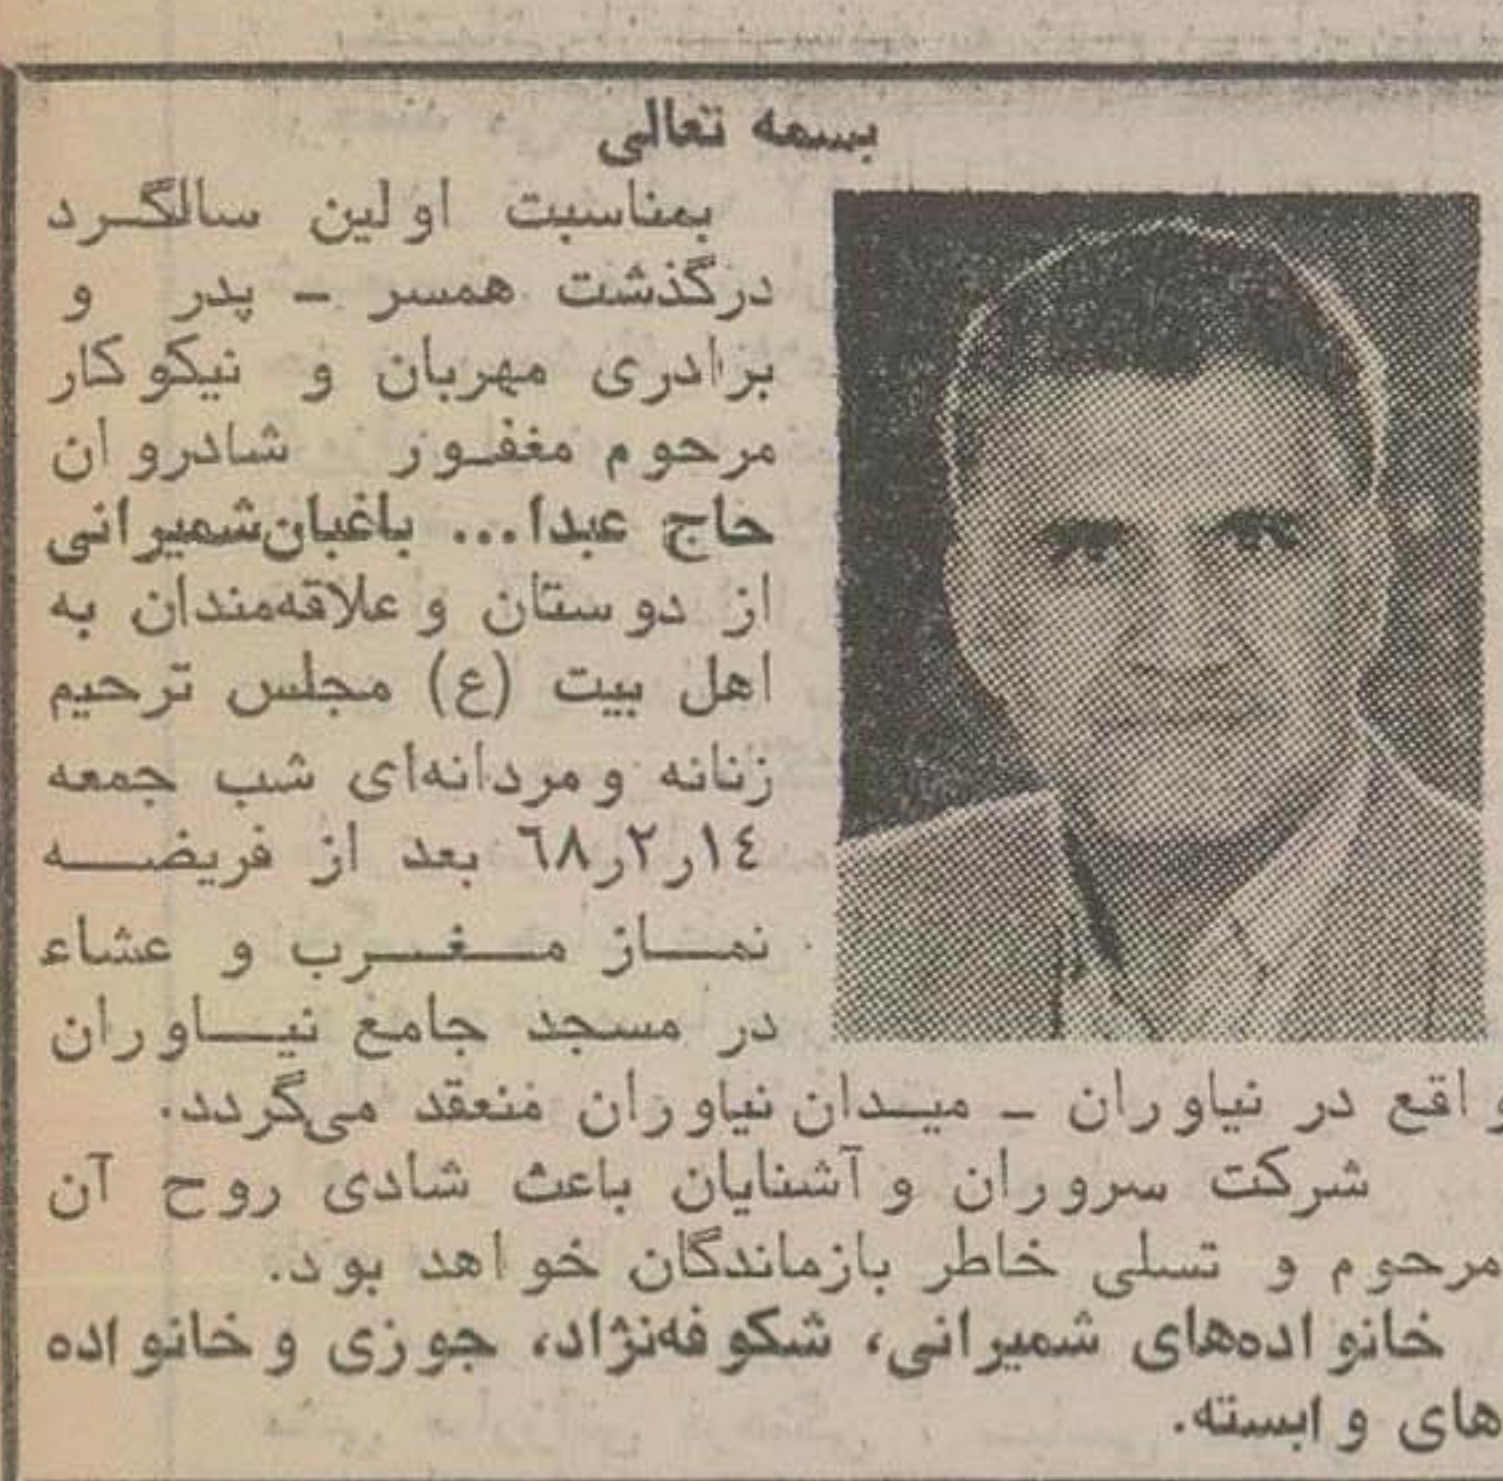 بسمه تعالی
بمناسبت اولین سالگرد
درگذشت همسر ـ پدر و
برادری مهربان و نیکوکار
مرحوم مغفور شادروان
حاج عبدا... باغبان‌شمیرانی
از دوستان و علاقه‌مندان به
اهل بیت (ع) مجلس ترحیم
زنانه و مردانه‌ای شب جمعه
۱۴ر۲ر۶۸ بعد از فریضه
نماز مغرب و عشاء
در مسجد جامع نیاوران
واقع در نیاوران ـ میدان نیاوران منعقد می‌گردد.
شرکت سروران و آشنایان باعث شادی روح آن
مرحوم و تسلی خاطر بازماندگان خواهد بود.
خانواده‌های شمیرانی، شکوفه‌نژاد، جوزی و خانواده
های وابسته.